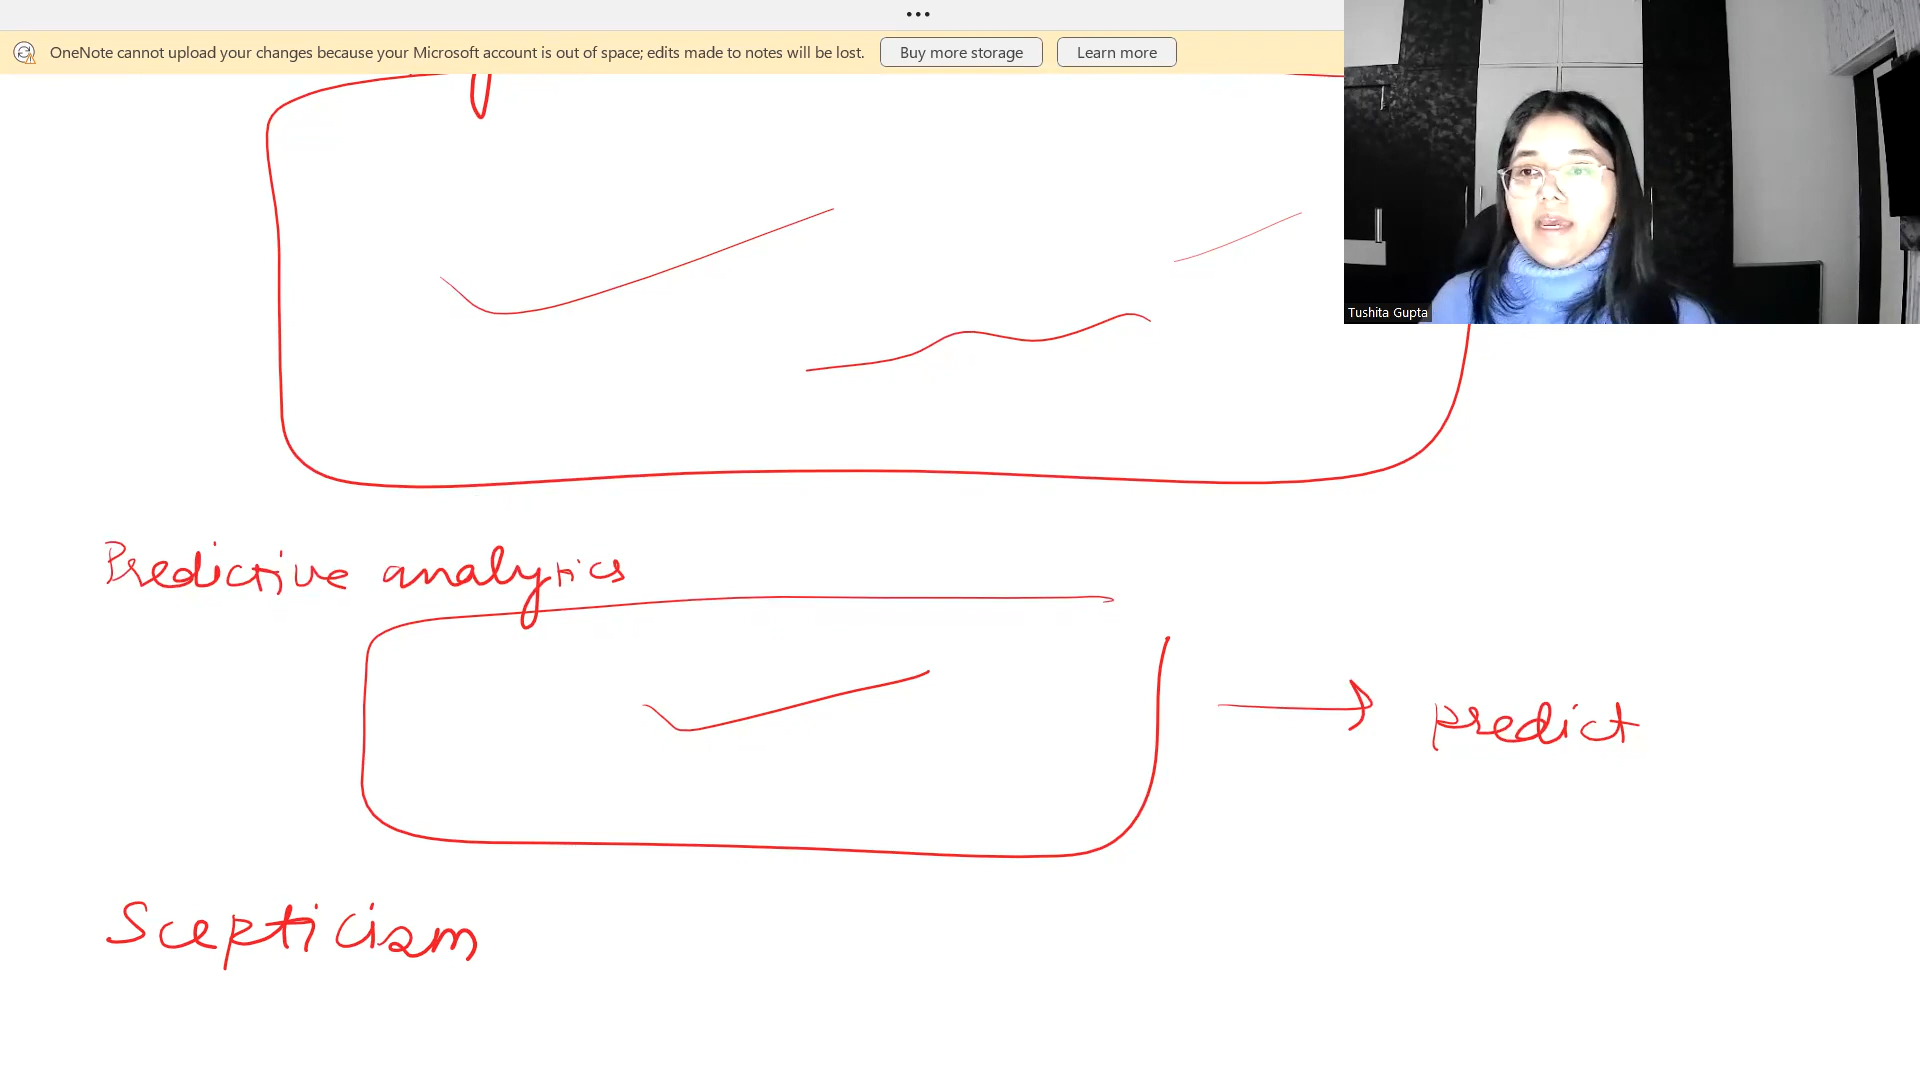 OneNote cannot upload your changes because your Microsoft account is out of space; edits made to notes will be lost. Buy more storage Learn more
Tushita Gupta
Predictive analytics
predict
Scepticism